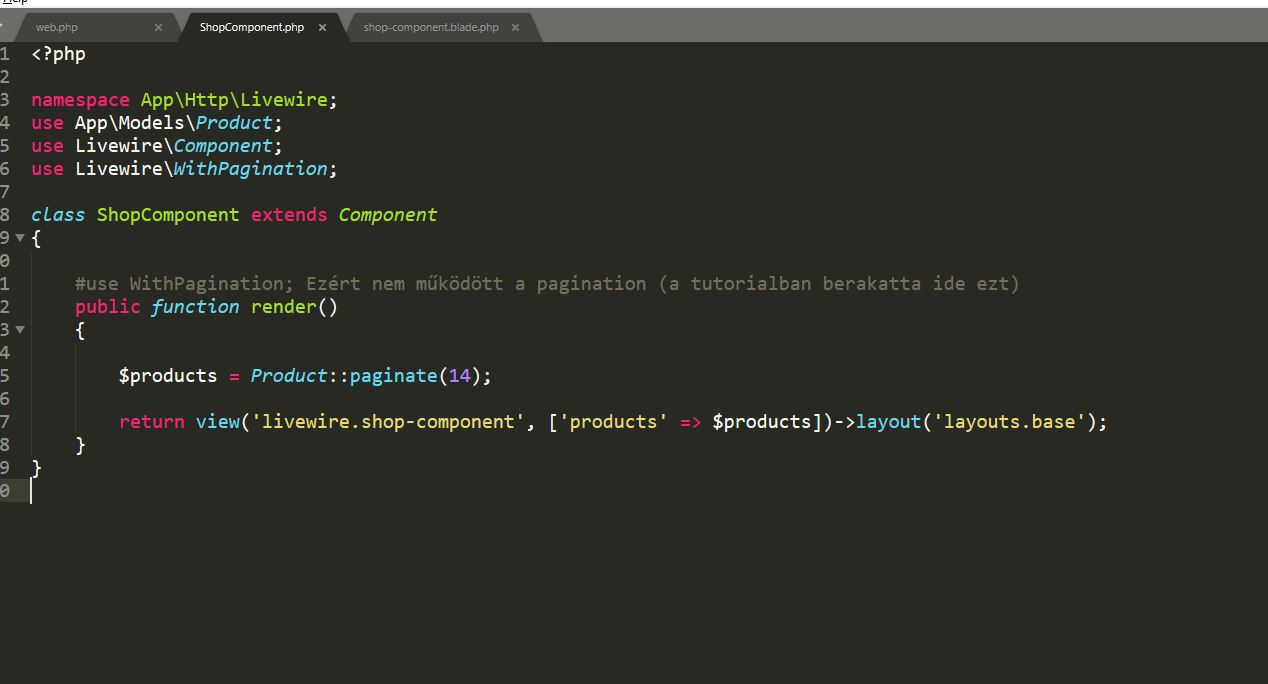 Help
web.php × ShopComponent.php × shop-component.blade.php ×
1 <?php
2
3 namespace App\Http\Livewire;
4 use App\Models\Product;
5 use Livewire\Component;
6 use Livewire\WithPagination;
7
8 class ShopComponent extends Component
9 {
0
1 #use WithPagination; Ezért nem működött a pagination (a tutorialban berakatta ide ezt)
2 public function render()
3 {
4
5 $products = Product::paginate(14);
6
7 return view('livewire.shop-component', ['products' => $products])->layout('layouts.base');
8 }
9 }
0